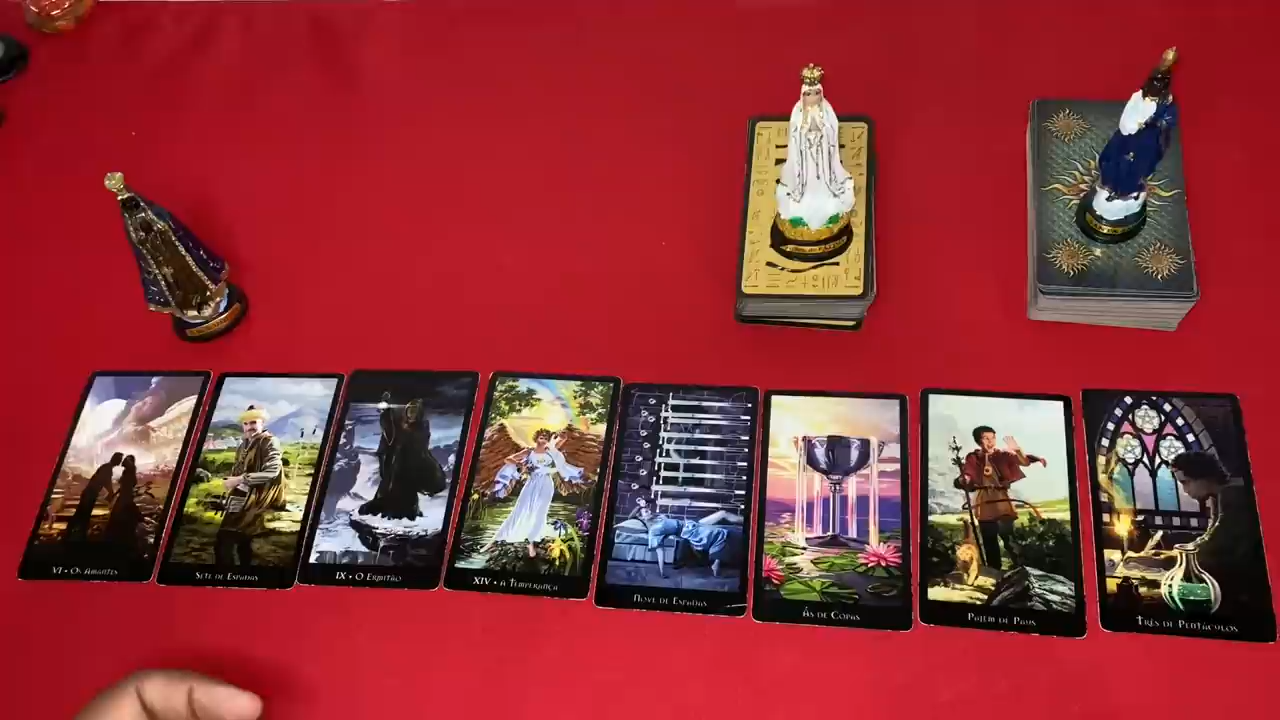 VI • Os Amantes
Sete de Espadas
IX • O Ermitão
XIV • A Temperança
Nove de Espadas
Ás de Copas
Pajem de Paus
Três de Pentáculos